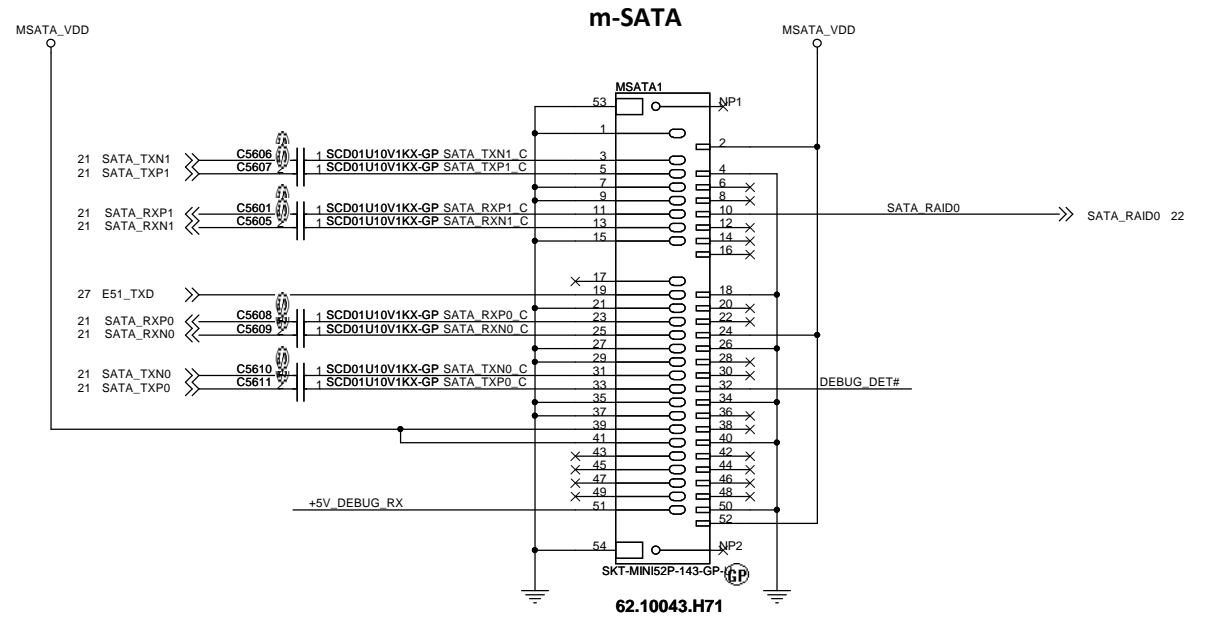 m-SATA
MSATA_VDD
MSATA_VDD
MSATA1
53 NP1
1
2
21 SATA_TXN1 C5606 1 SCD01U10V1KX-GP SATA_TXN1_C 3
21 SATA_TXP1 C5607 2 1 SCD01U10V1KX-GP SATA_TXP1_C 5 4
7 6
9 8
21 SATA_RXP1 C5601 1 SCD01U10V1KX-GP SATA_RXP1_C 11 10 SATA_RAID0 SATA_RAID0 22
21 SATA_RXN1 C5605 2 1 SCD01U10V1KX-GP SATA_RXN1_C 13 12
15 14
16
17
27 E51_TXD 19 18
21 20
21 SATA_RXP0 C5608 1 SCD01U10V1KX-GP SATA_RXP0_C 23 22
21 SATA_RXN0 C5609 2 1 SCD01U10V1KX-GP SATA_RXN0_C 25 24
27 26
29 28
21 SATA_TXN0 C5610 1 SCD01U10V1KX-GP SATA_TXN0_C 31 30
21 SATA_TXP0 C5611 2 1 SCD01U10V1KX-GP SATA_TXP0_C 33 32 DEBUG_DET#
35 34
37 36
39 38
41 40
43 42
45 44
47 46
49 48
+5V_DEBUG_RX 51 50
52
54 NP2
SKT-MINI52P-143-GP-U
GP
62.10043.H71